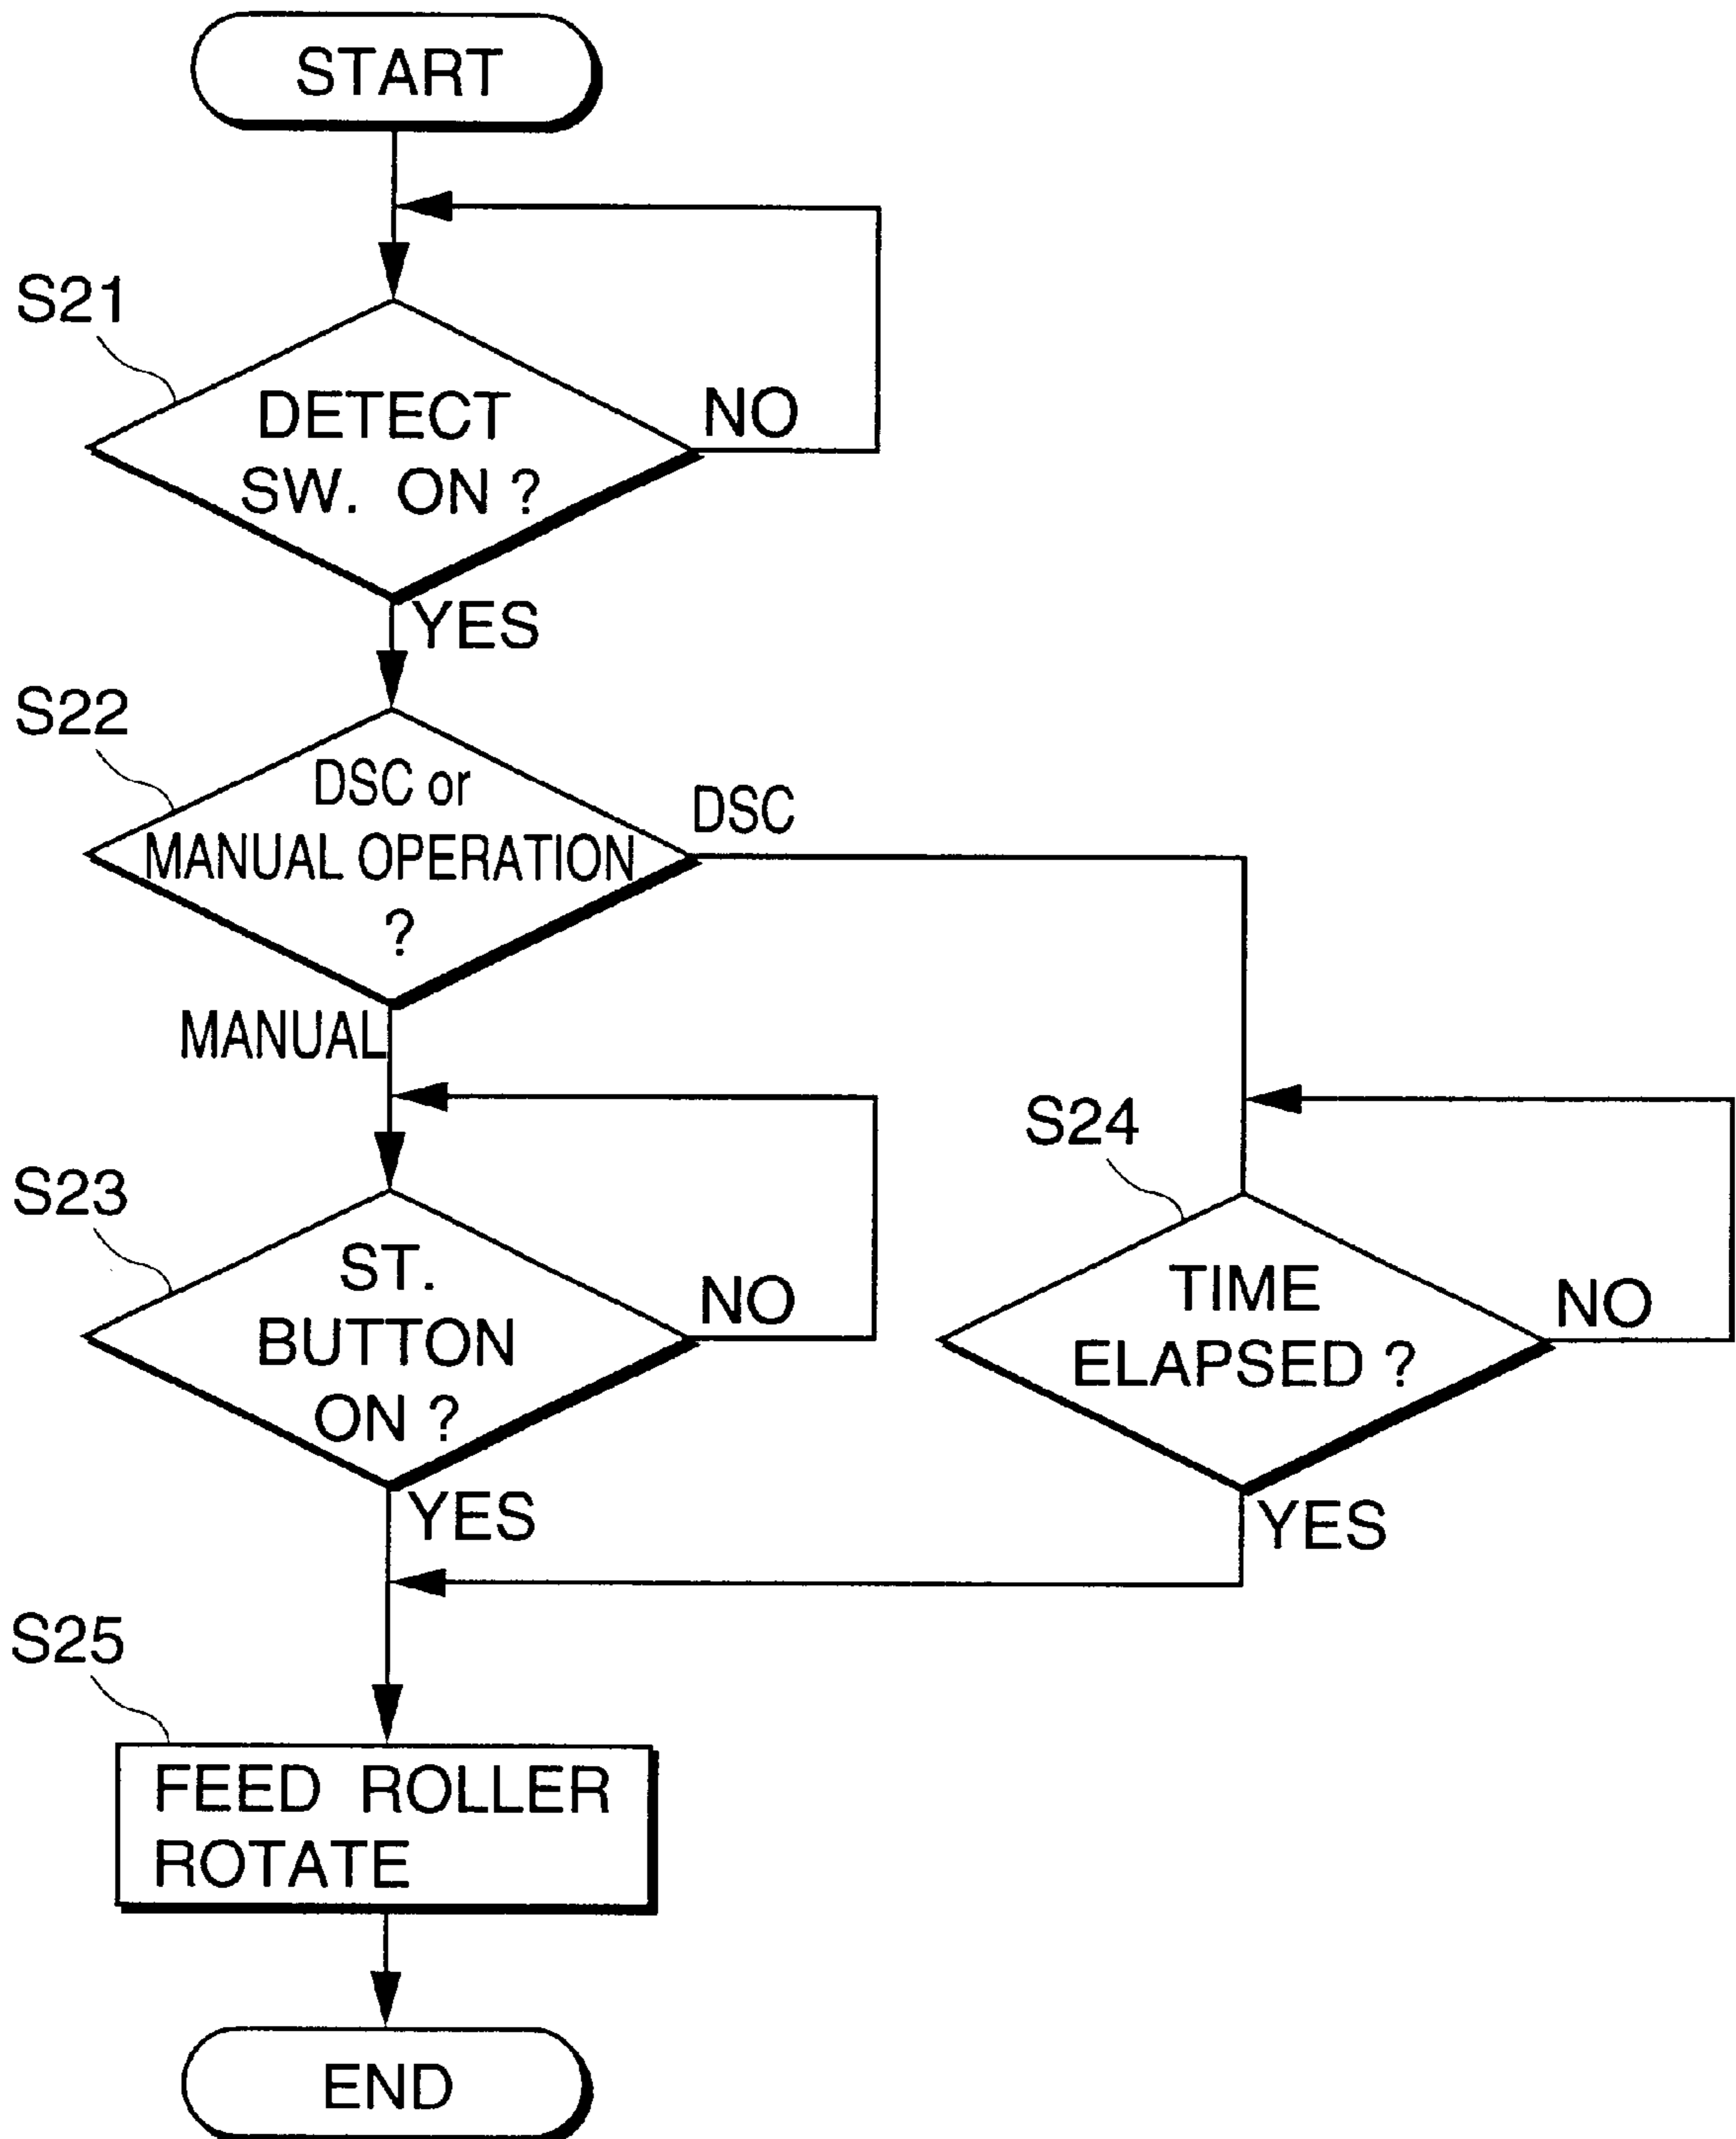 START
S21
DETECT
SW. ON ?
NO
YES
S22
DSC or
MANUAL OPERATION
?
DSC
MANUAL
S23
ST.
BUTTON
ON ?
NO
YES
S24
TIME
ELAPSED ?
NO
YES
S25
FEED ROLLER
ROTATE
END